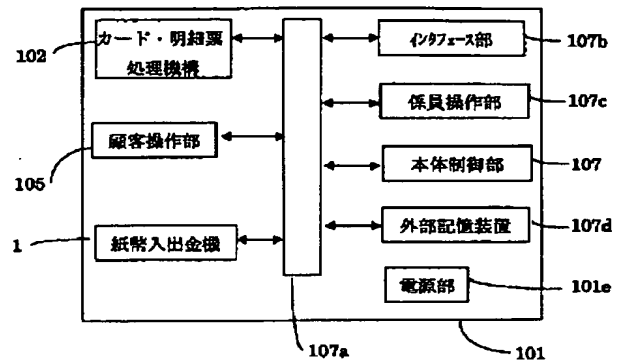 102
カード・明細票
処理機構
インタフェース部
107b
係員操作部
107c
顧客操作部
105
本体制御部
107
1
紙幣入出金機
外部記憶装置
107d
電源部
101e
107a
101